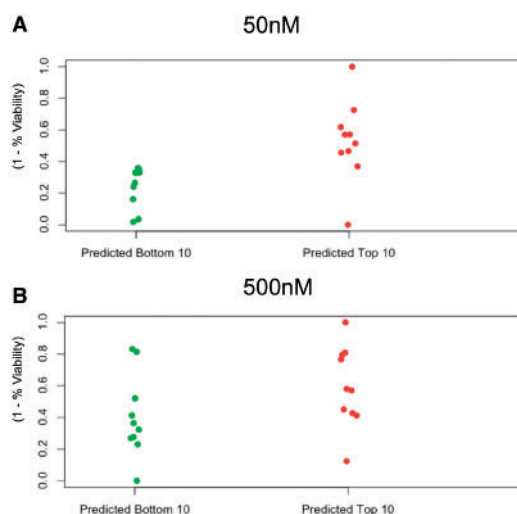 A
50nM
(1 - % Viability)
1.0
0.8
0.6
0.4
0.2
0.0
Predicted Bottom 10
Predicted Top 10
B
500nM
(1 - % Viability)
1.0
0.8
0.6
0.4
0.2
0.0
Predicted Bottom 10
Predicted Top 10